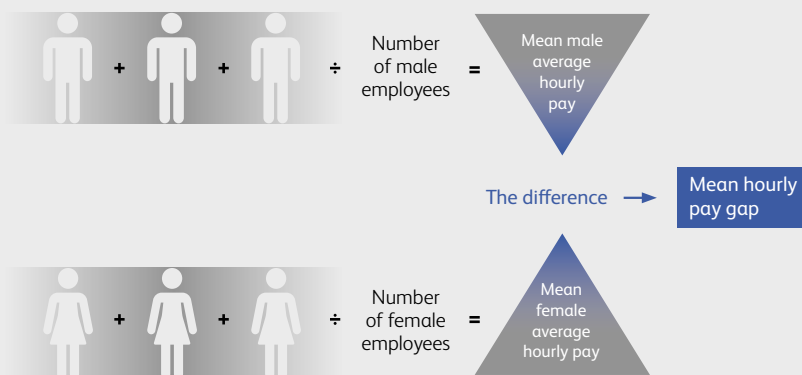 + + ÷
Number
of male
employees
=
Mean male
average
hourly
pay
The difference
Mean hourly
pay gap
+ + ÷
Number
of female
employees
=
Mean
female
average
hourly pay